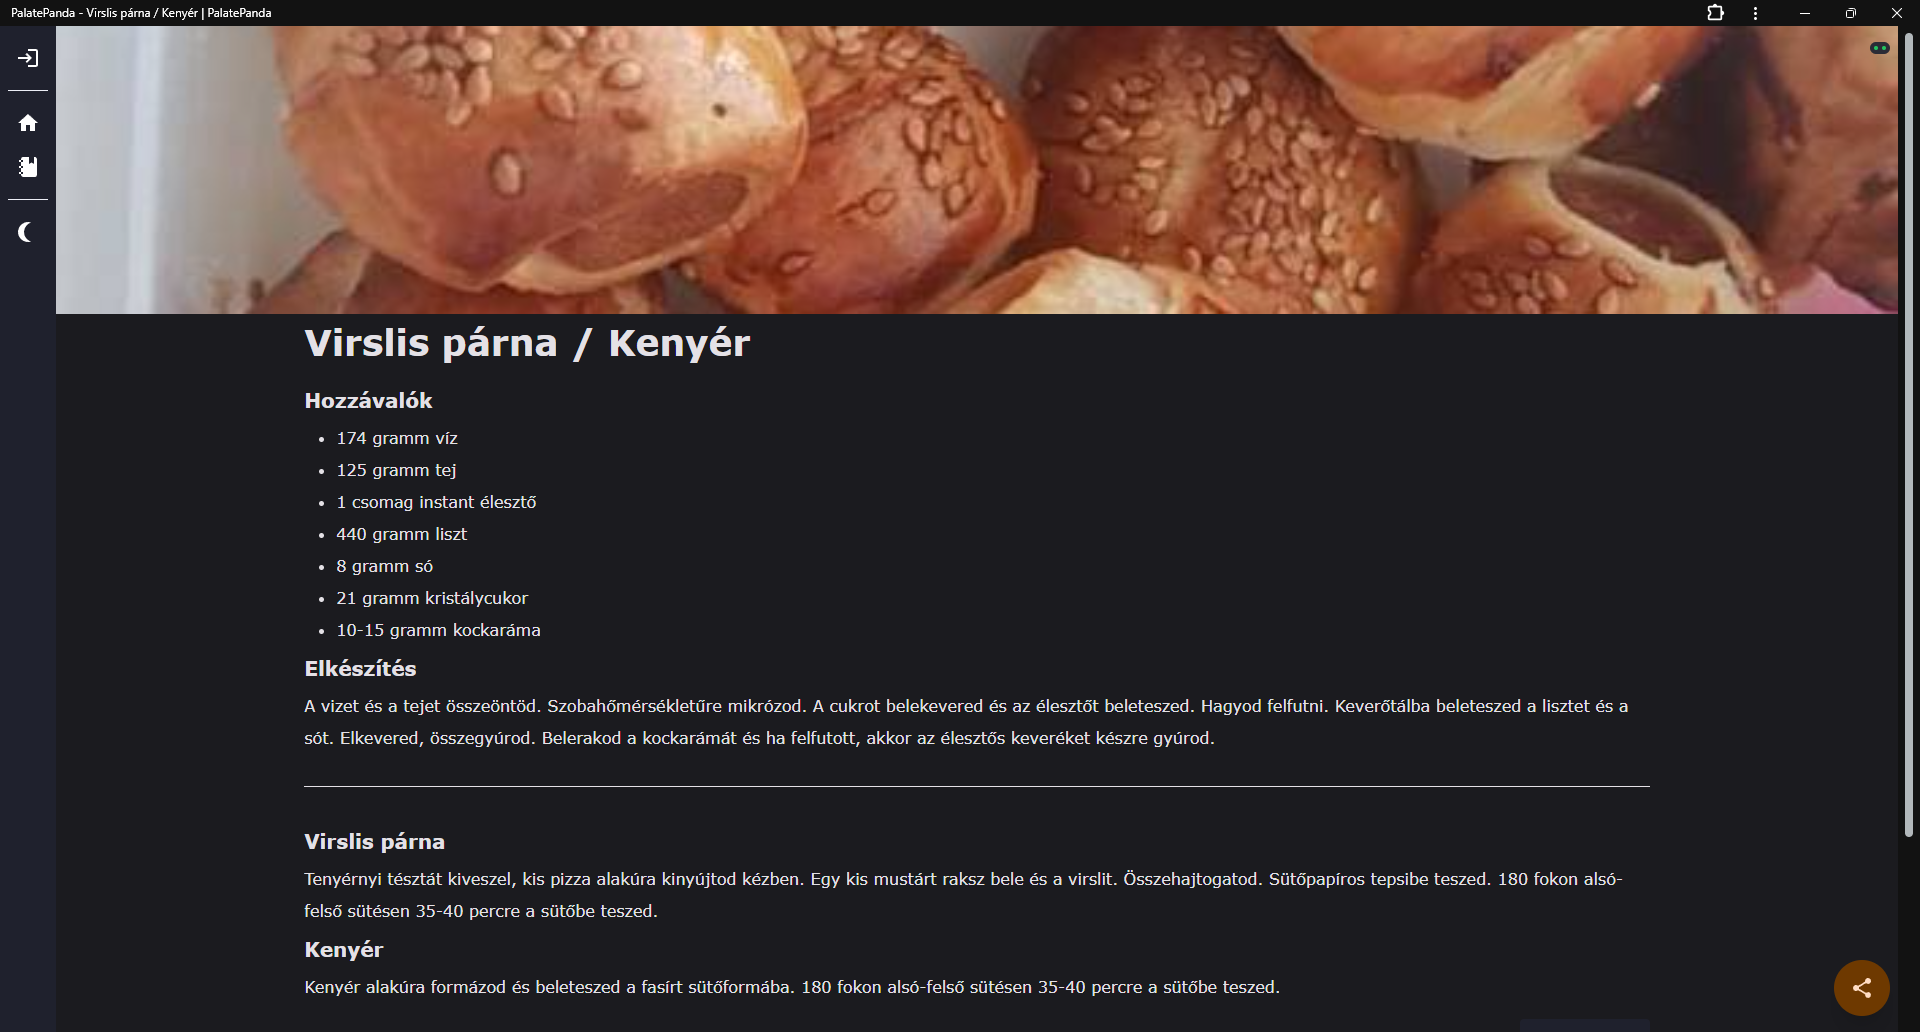 PalatePanda - Virslis párna / Kenyér | PalatePanda
Virslis párna / Kenyér
Hozzávalók
• 174 gramm víz
• 125 gramm tej
• 1 csomag instant élesztő
• 440 gramm liszt
• 8 gramm só
• 21 gramm kristálycukor
• 10-15 gramm kockaráma
Elkészítés
A vizet és a tejet összeöntöd. Szobahőmérsékletűre mikrózod. A cukrot belekevered és az élesztőt beleteszed. Hagyod felfutni. Keverőtálba beleteszed a lisztet és a
sót. Elkevered, összegyúrod. Belerakod a kockarámát és ha felfutott, akkor az élesztős keveréket készre gyúrod.
Virslis párna
Tenyérnyi tésztát kiveszel, kis pizza alakúra kinyújtod kézben. Egy kis mustárt raksz bele és a virslit. Összehajtogatod. Sütőpapíros tepsibe teszed. 180 fokon alsó-
felső sütésen 35-40 percre a sütőbe teszed.
Kenyér
Kenyér alakúra formázod és beleteszed a fasírt sütőformába. 180 fokon alsó-felső sütésen 35-40 percre a sütőbe teszed.